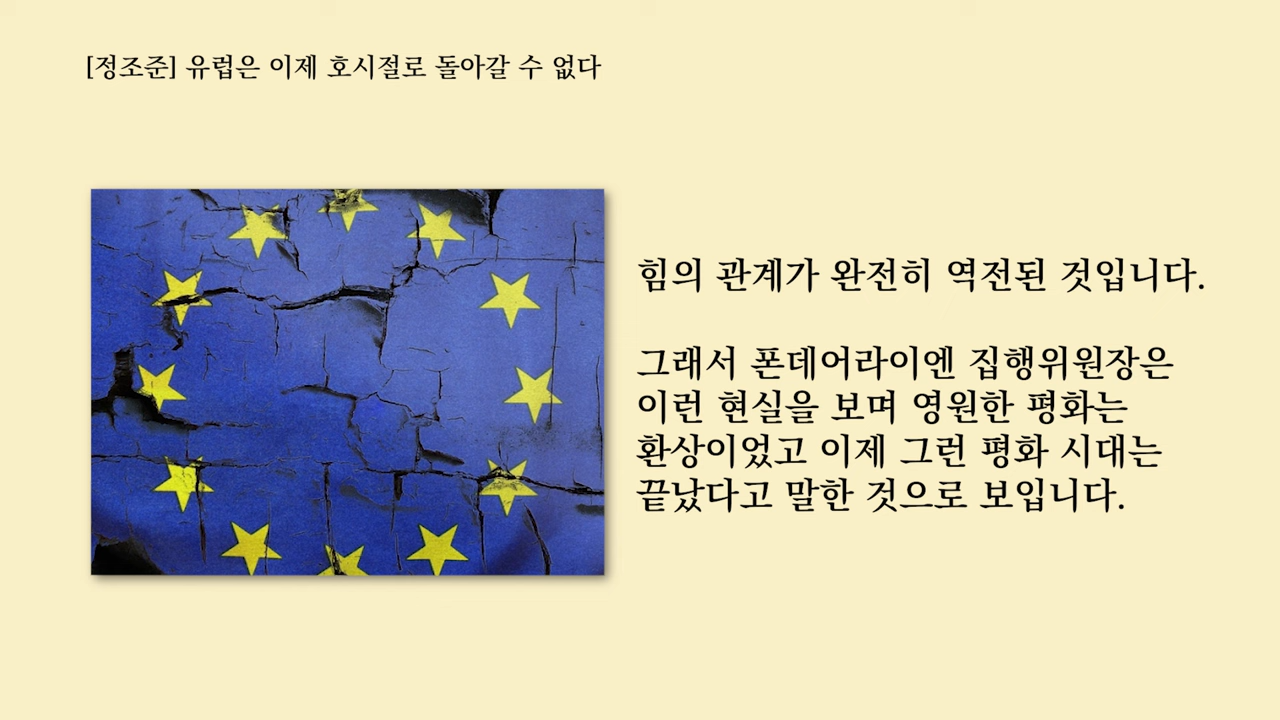 [정조준] 유럽은 이제 호시절로 돌아갈 수 없다
힘의 관계가 완전히 역전된 것입니다.
그래서 폰데어라이엔 집행위원장은
이런 현실을 보며 영원한 평화는
환상이었고 이제 그런 평화 시대는
끝났다고 말한 것으로 보입니다.